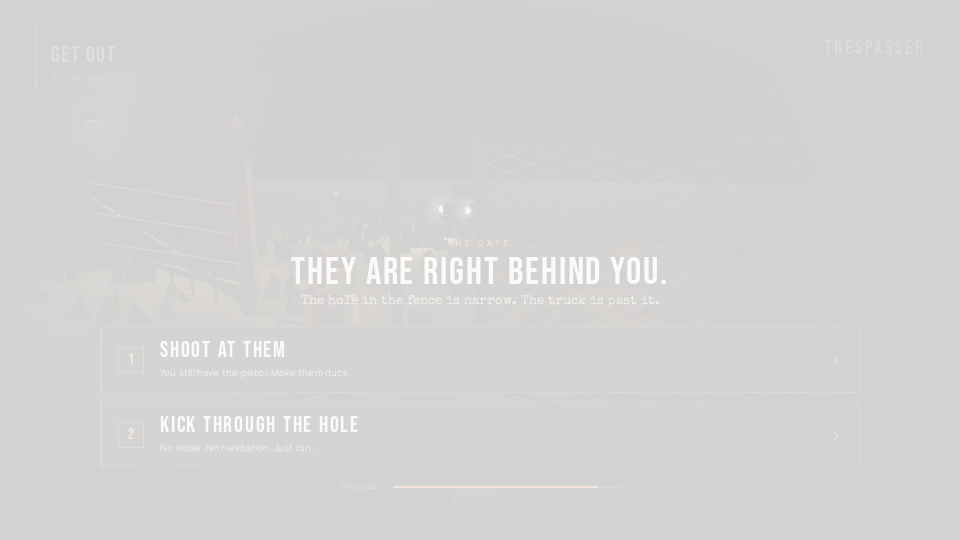 GET OUT
TRESPASSER
THE GATE
THEY ARE RIGHT BEHIND YOU.
The hole in the fence is narrow. The truck is past it.
1
SHOOT AT THEM
You still have the pistol. Make them duck.
2
KICK THROUGH THE HOLE
No noise. No hesitation. Just run.
CHOOSE